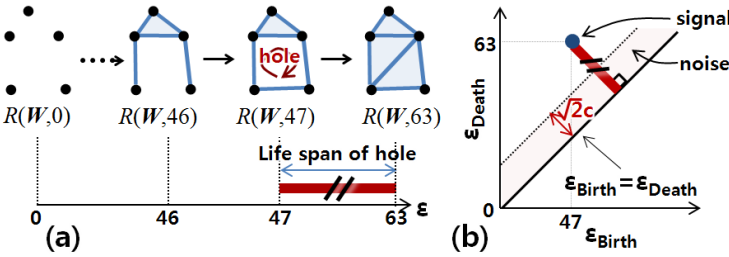 hole
R(W,0) R(W,46) R(W,47) R(W,63)
Life span of hole
0 46 47 63 ε
(a)
εDeath
63
signal
noise
√2c
εBirth=εDeath
0
47
εBirth
(b)